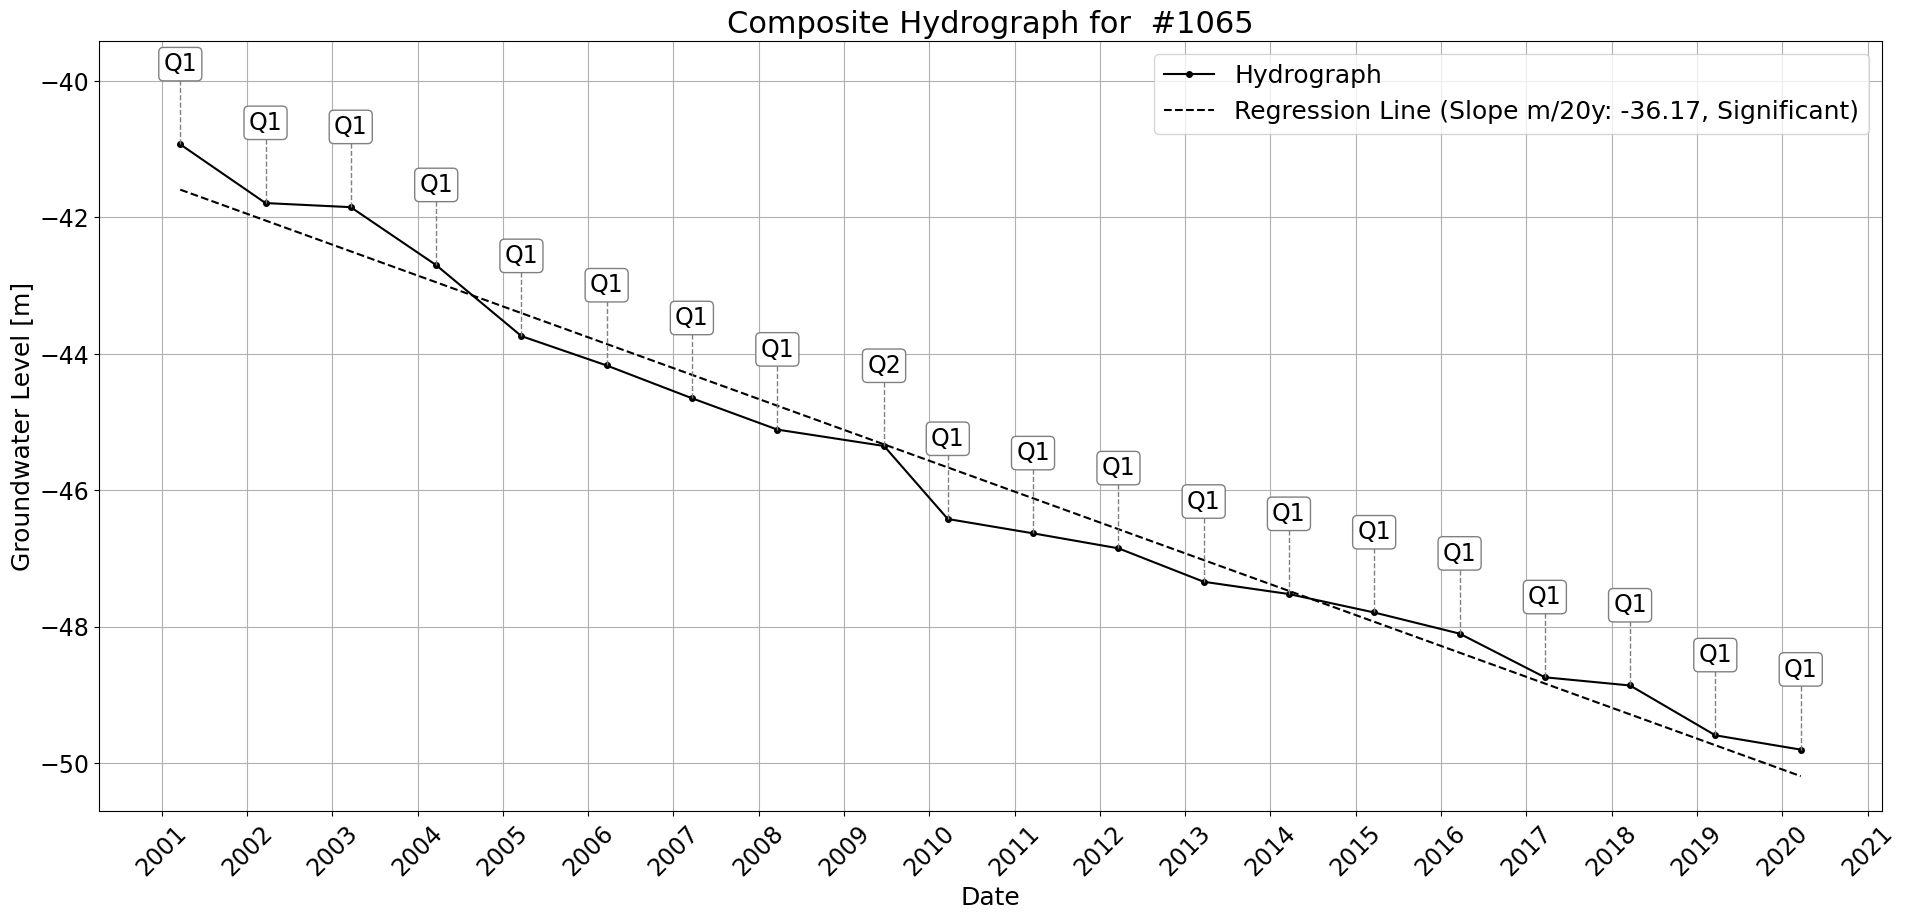 Composite Hydrograph for  #1065
Hydrograph
Regression Line (Slope m/20y: -36.17, Significant)
Q1
Q1
Q1
Q1
Q1
Q1
Q1
Q1
Q2
Q1
Q1
Q1
Q1
Q1
Q1
Q1
Q1
Q1
Q1
Q1
Groundwater Level [m]
−40
−42
−44
−46
−48
−50
2001
2002
2003
2004
2005
2006
2007
2008
2009
2010
2011
2012
2013
2014
2015
2016
2017
2018
2019
2020
2021
Date